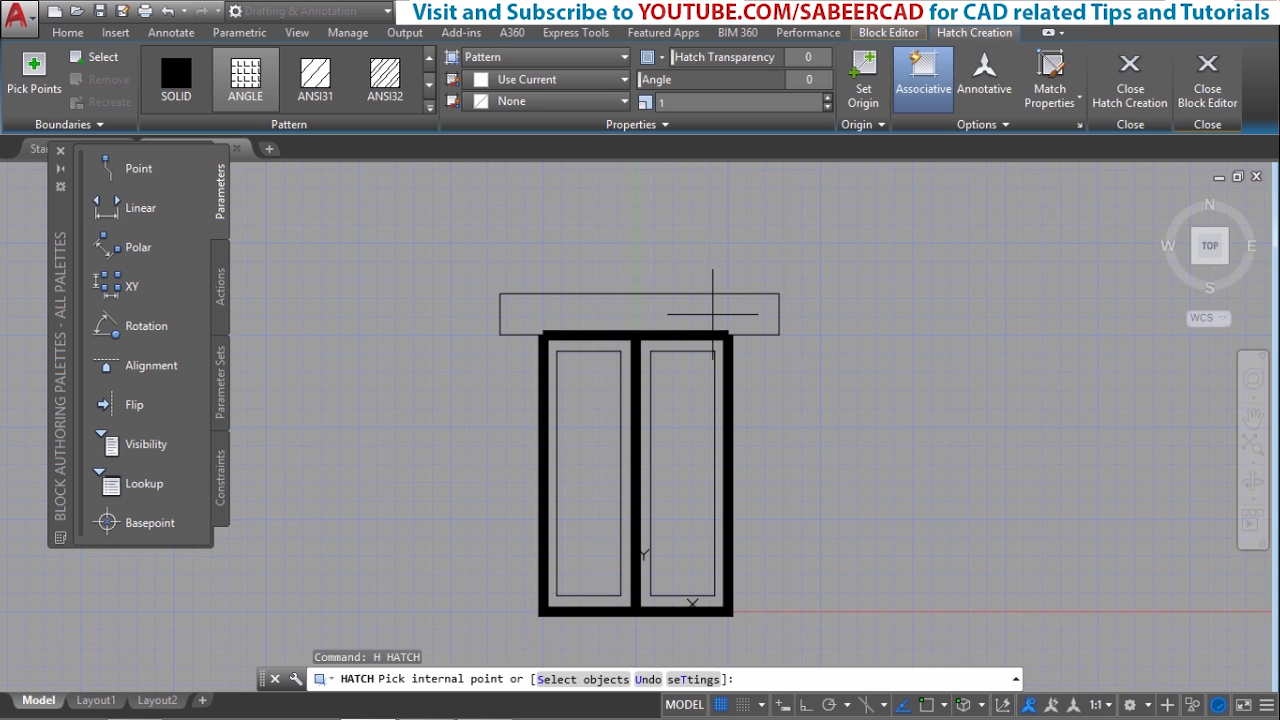 Drafting & Annotation
Visit and Subscribe to YOUTUBE.COM/SABEERCAD for CAD related Tips and Tutorials
Home Insert Annotate Parametric View Manage Output Add-ins A360 Express Tools Featured Apps BIM 360 Performance Block Editor Hatch Creation
Pick Points
Select
Remove
Recreate
Boundaries
SOLID ANGLE ANSI31 ANSI32
Pattern
Pattern
Use Current
None
Hatch Transparency 0
Angle 0
1
Properties
Set
Origin
Origin
Associative Annotative Match
Properties
Options
Close
Hatch Creation
Close
Close
Block Editor
Close
Point
Linear
Polar
XY
Rotation
Alignment
Flip
Visibility
Lookup
Basepoint
Parameters
Actions
Parameter Sets
Constraints
BLOCK AUTHORING PALETTES - ALL PALETTES
N
W TOP E
S
WCS
Y
X
Command: H HATCH
HATCH Pick internal point or [Select objects Undo seTtings]:
Model Layout1 Layout2 +
MODEL 1:1